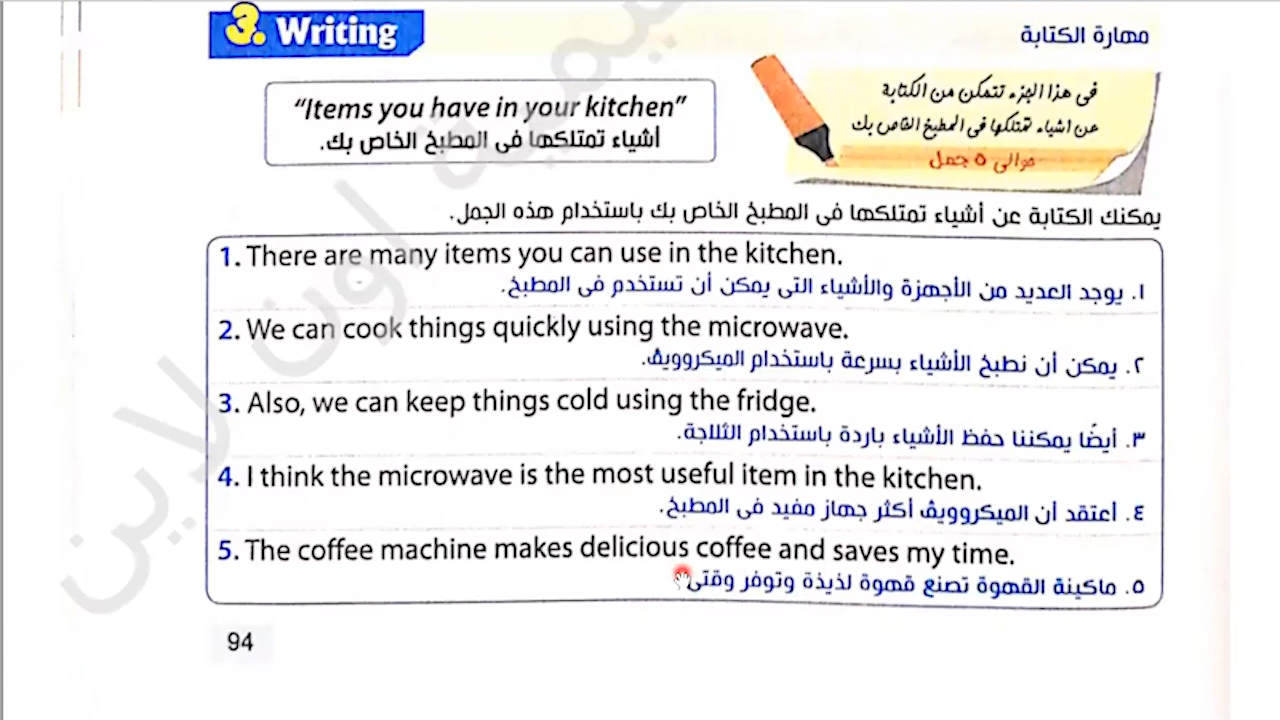 3. Writing
مهارة الكتابة
فى هذا الجزء تتمكن من الكتابة
عن اشياء تمتلكها فى المطبخ الخاص بك
حوالى ٥ جمل
“Items you have in your kitchen”
أشياء تمتلكها فى المطبخ الخاص بك.
يمكنك الكتابة عن أشياء تمتلكها فى المطبخ الخاص بك باستخدام هذه الجمل.
1. There are many items you can use in the kitchen.
١. يوجد العديد من الأجهزة والأشياء التى يمكن أن تستخدم فى المطبخ.
2. We can cook things quickly using the microwave.
٢. يمكن أن نطبخ الأشياء بسرعة باستخدام الميكروويڤ.
3. Also, we can keep things cold using the fridge.
٣. أيضًا يمكننا حفظ الأشياء باردة باستخدام الثلاجة.
4. I think the microwave is the most useful item in the kitchen.
٤. أعتقد أن الميكروويڤ أكثر جهاز مفيد فى المطبخ.
5. The coffee machine makes delicious coffee and saves my time.
٥. ماكينة القهوة تصنع قهوة لذيذة وتوفر وقتى
94
اون لاين